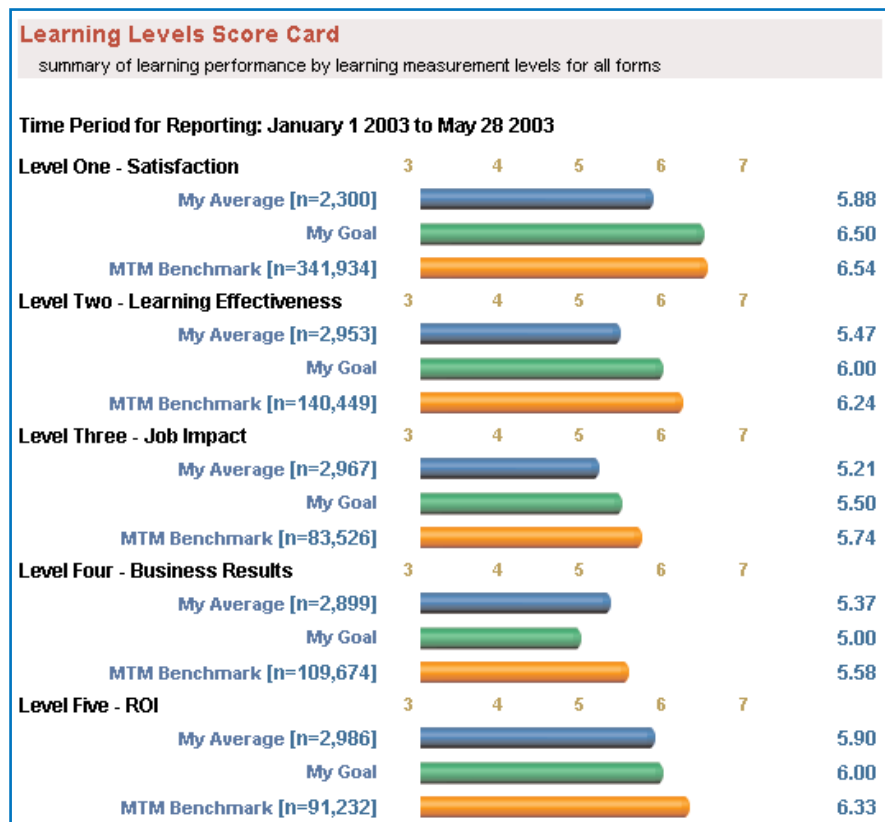 Learning Levels Score Card
summary of learning performance by learning measurement levels for all forms
Time Period for Reporting: January 1 2003 to May 28 2003
Level One - Satisfaction 3 4 5 6 7
My Average [n=2,300] 5.88
My Goal 6.50
MTM Benchmark [n=341,934] 6.54
Level Two - Learning Effectiveness 3 4 5 6 7
My Average [n=2,953] 5.47
My Goal 6.00
MTM Benchmark [n=140,449] 6.24
Level Three - Job Impact 3 4 5 6 7
My Average [n=2,967] 5.21
My Goal 5.50
MTM Benchmark [n=83,526] 5.74
Level Four - Business Results 3 4 5 6 7
My Average [n=2,899] 5.37
My Goal 5.00
MTM Benchmark [n=109,674] 5.58
Level Five - ROI 3 4 5 6 7
My Average [n=2,986] 5.90
My Goal 6.00
MTM Benchmark [n=91,232] 6.33